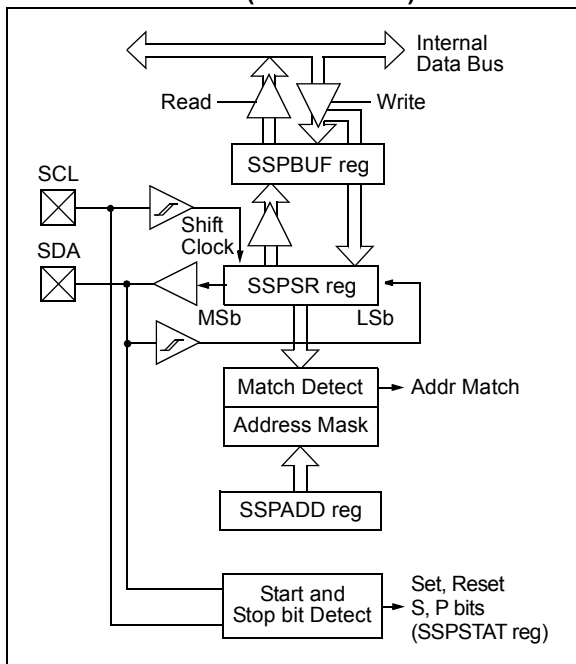 Internal
Data Bus
Read
Write
SSPBUF reg
SCL
Shift
Clock
SDA
SSPSR reg
MSb
LSb
Match Detect
Addr Match
Address Mask
SSPADD reg
Start and
Stop bit Detect
Set, Reset
S, P bits
(SSPSTAT reg)